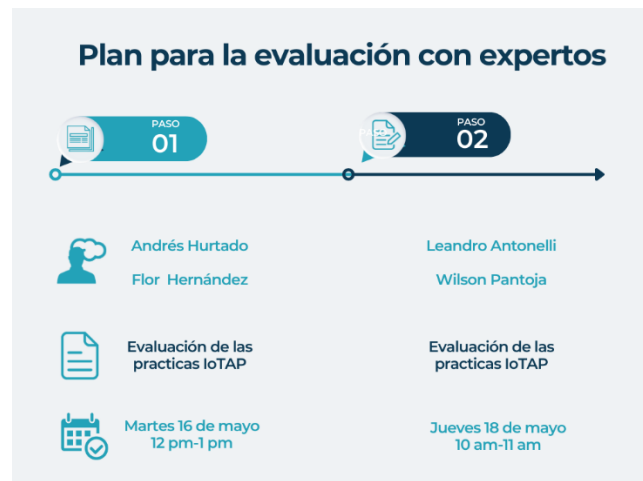 Plan para la evaluación con expertos
PASO
01
PASO
02
Andrés Hurtado
Flor Hernández
Leandro Antonelli
Wilson Pantoja
Evaluación de las
practicas IoTAP
Evaluación de las
practicas IoTAP
Martes 16 de mayo
12 pm-1 pm
Jueves 18 de mayo
10 am-11 am